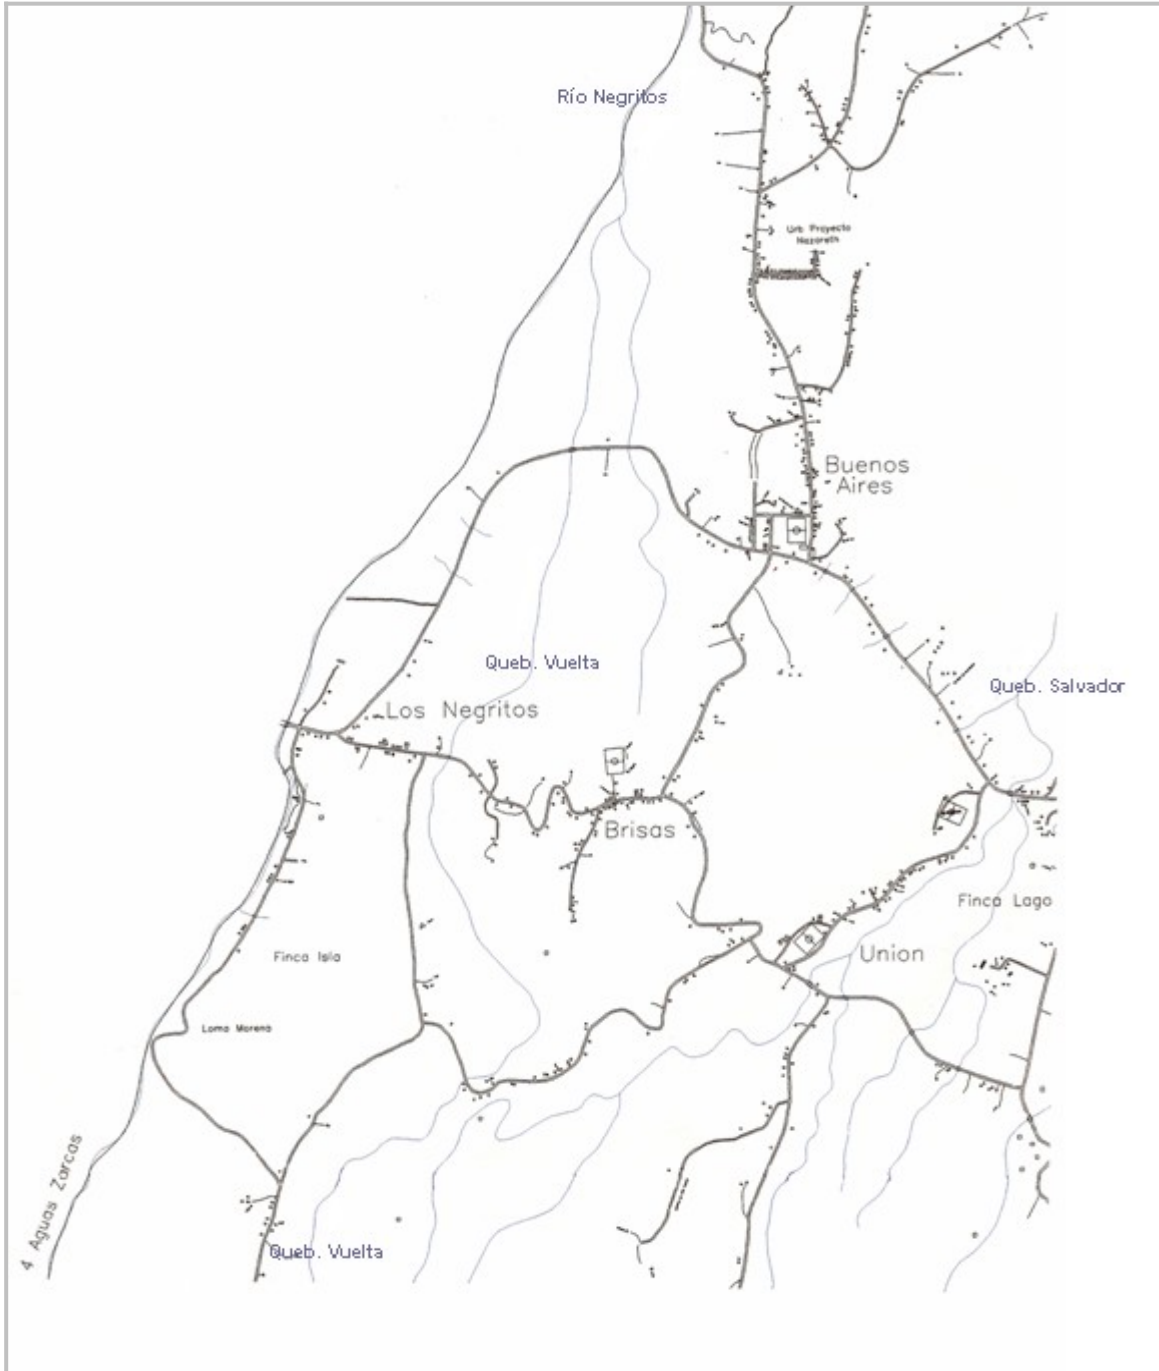 Río Negritos
Urb Proyecto
Nazareth
Buenos
Aires
Queb. Vuelta
Queb. Salvador
Los Negritos
Brisas
Finca Lago
Finca Isla
Union
Loma Morena
4 Aguas Zarcas
Queb. Vuelta